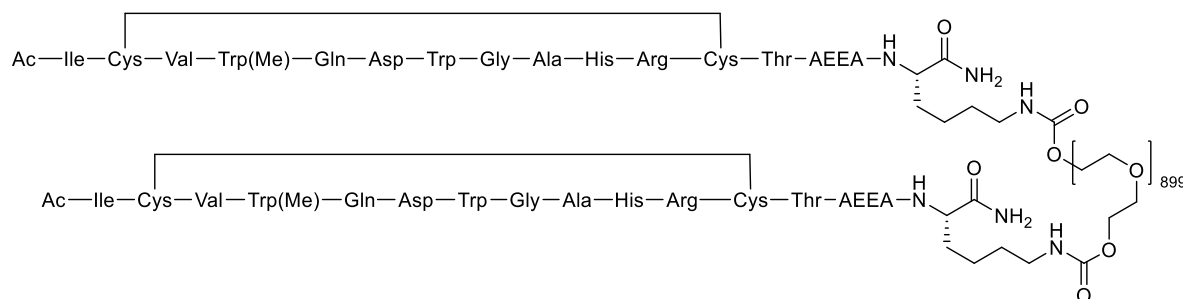 Ac—Ile—Cys—Val—Trp(Me)—Gln—Asp—Trp—Gly—Ala—His—Arg—Cys—Thr—AEEA—N
H
O
NH2
H
N
O
O
O
899
Ac—Ile—Cys—Val—Trp(Me)—Gln—Asp—Trp—Gly—Ala—His—Arg—Cys—Thr—AEEA—N
H
O
NH2
H
N
O
O